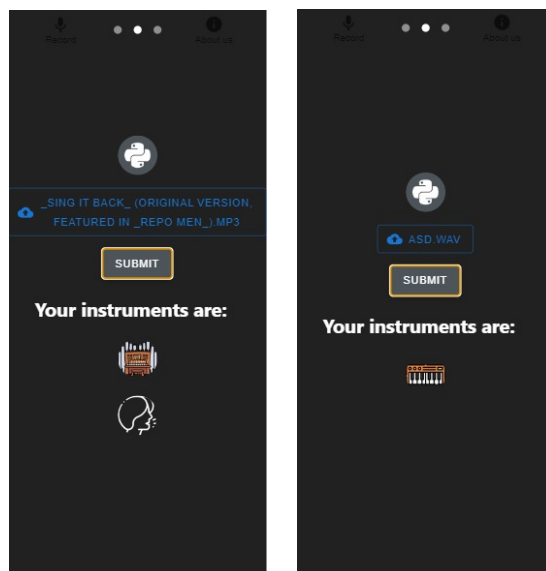 Record
About us
_SING IT BACK_ (ORIGINAL VERSION,
FEATURED IN _REPO MEN_).MP3
SUBMIT
Your instruments are:
Record
About us
ASD.WAV
SUBMIT
Your instruments are: